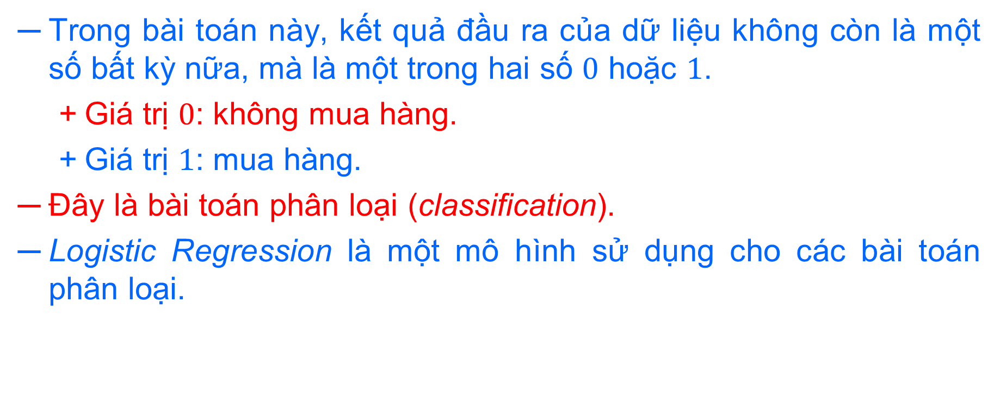 — Trong bài toán này, kết quả đầu ra của dữ liệu không còn là một
số bất kỳ nữa, mà là một trong hai số 0 hoặc 1.
+ Giá trị 0: không mua hàng.
+ Giá trị 1: mua hàng.
— Đây là bài toán phân loại (classification).
— Logistic Regression là một mô hình sử dụng cho các bài toán
phân loại.